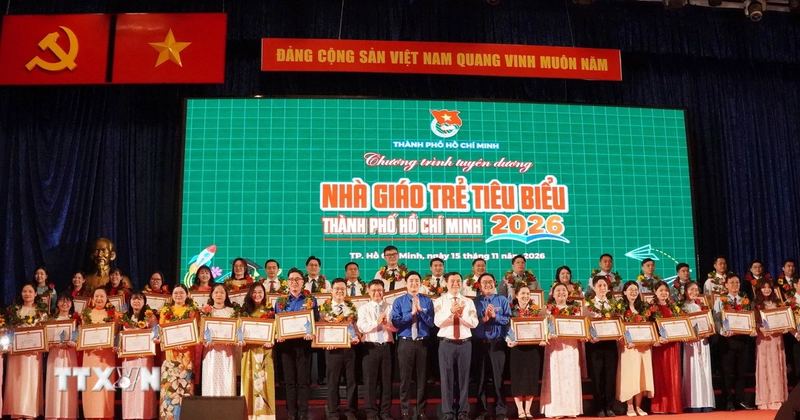 ĐẢNG CỘNG SẢN VIỆT NAM QUANG VINH MUÔN NĂM
THÀNH PHỐ HỒ CHÍ MINH
Chương trình tuyên dương
NHÀ GIÁO TRẺ TIÊU BIỂU
THÀNH PHỐ HỒ CHÍ MINH 2026
TP. Hồ Chí Minh, ngày 15 tháng 11 năm 2026
TTXVN